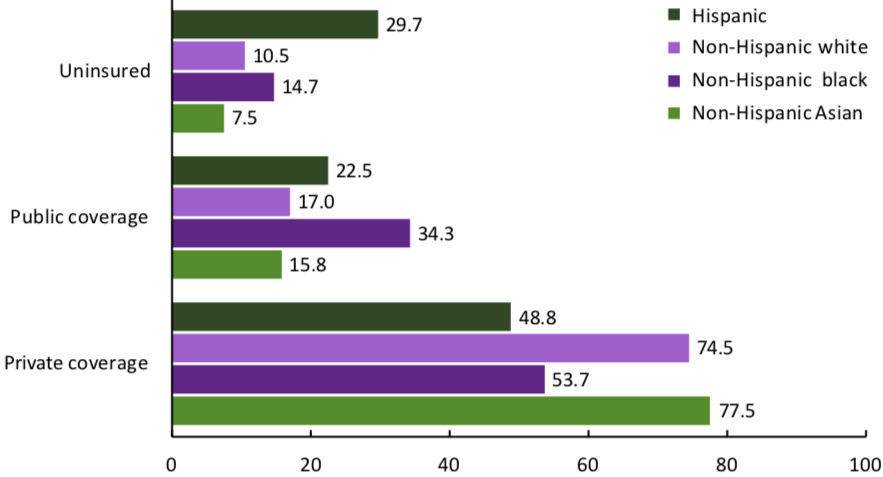 Hispanic
Non-Hispanic white
Non-Hispanic black
Non-Hispanic Asian
Uninsured
29.7
10.5
14.7
7.5
Public coverage
22.5
17.0
34.3
15.8
Private coverage
48.8
74.5
53.7
77.5
0 20 40 60 80 100